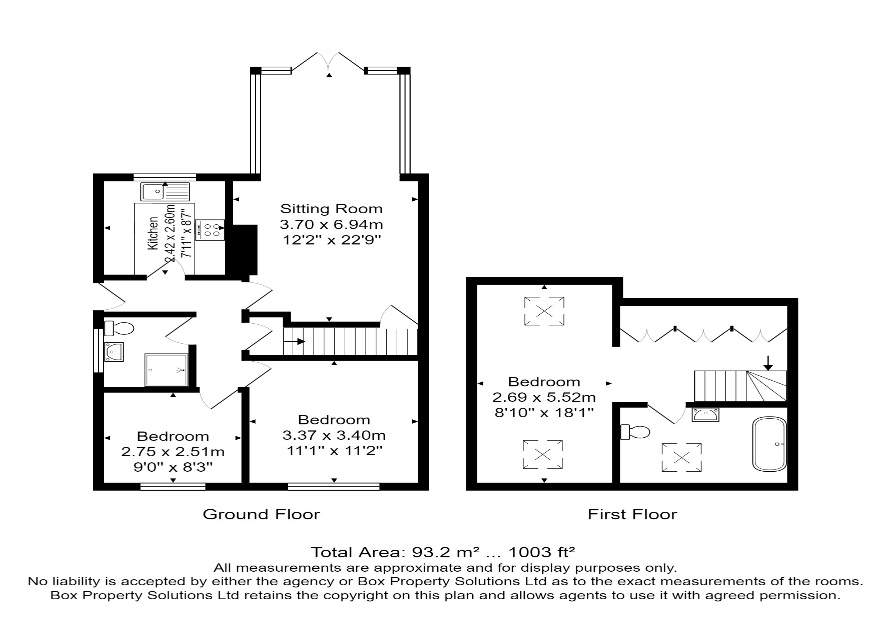 Sitting Room
3.70 x 6.94m
12'2" x 22'9"
Kitchen
2.42 x 2.60m
7'11" x 8'7"
Bedroom
2.69 x 5.52m
8'10" x 18'1"
Bedroom
3.37 x 3.40m
11'1" x 11'2"
Bedroom
2.75 x 2.51m
9'0" x 8'3"
Ground Floor
First Floor
Total Area: 93.2 m² ... 1003 ft²
All measurements are approximate and for display purposes only.
No liability is accepted by either the agency or Box Property Solutions Ltd as to the exact measurements of the rooms.
Box Property Solutions Ltd retains the copyright on this plan and allows agents to use it with agreed permission.